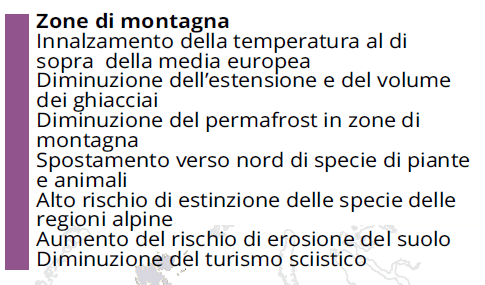 Zone di montagna
Innalzamento della temperatura al di
sopra della media europea
Diminuzione dell'estensione e del volume
dei ghiacciai
Diminuzione del permafrost in zone di
montagna
Spostamento verso nord di specie di piante
e animali
Alto rischio di estinzione delle specie delle
regioni alpine
Aumento del rischio di erosione del suolo
Diminuzione del turismo sciistico